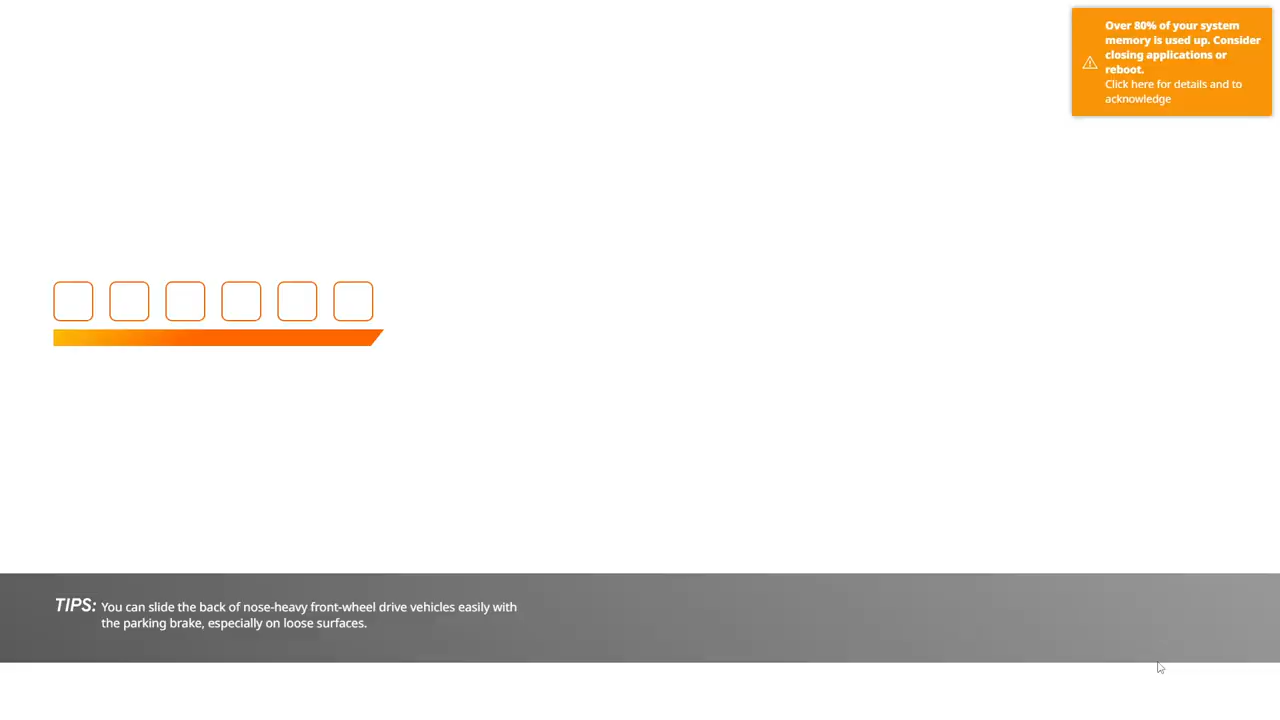 Over 80% of your system
memory is used up. Consider
closing applications or
reboot.
Click here for details and to
acknowledge
TIPS: You can slide the back of nose-heavy front-wheel drive vehicles easily with
the parking brake, especially on loose surfaces.